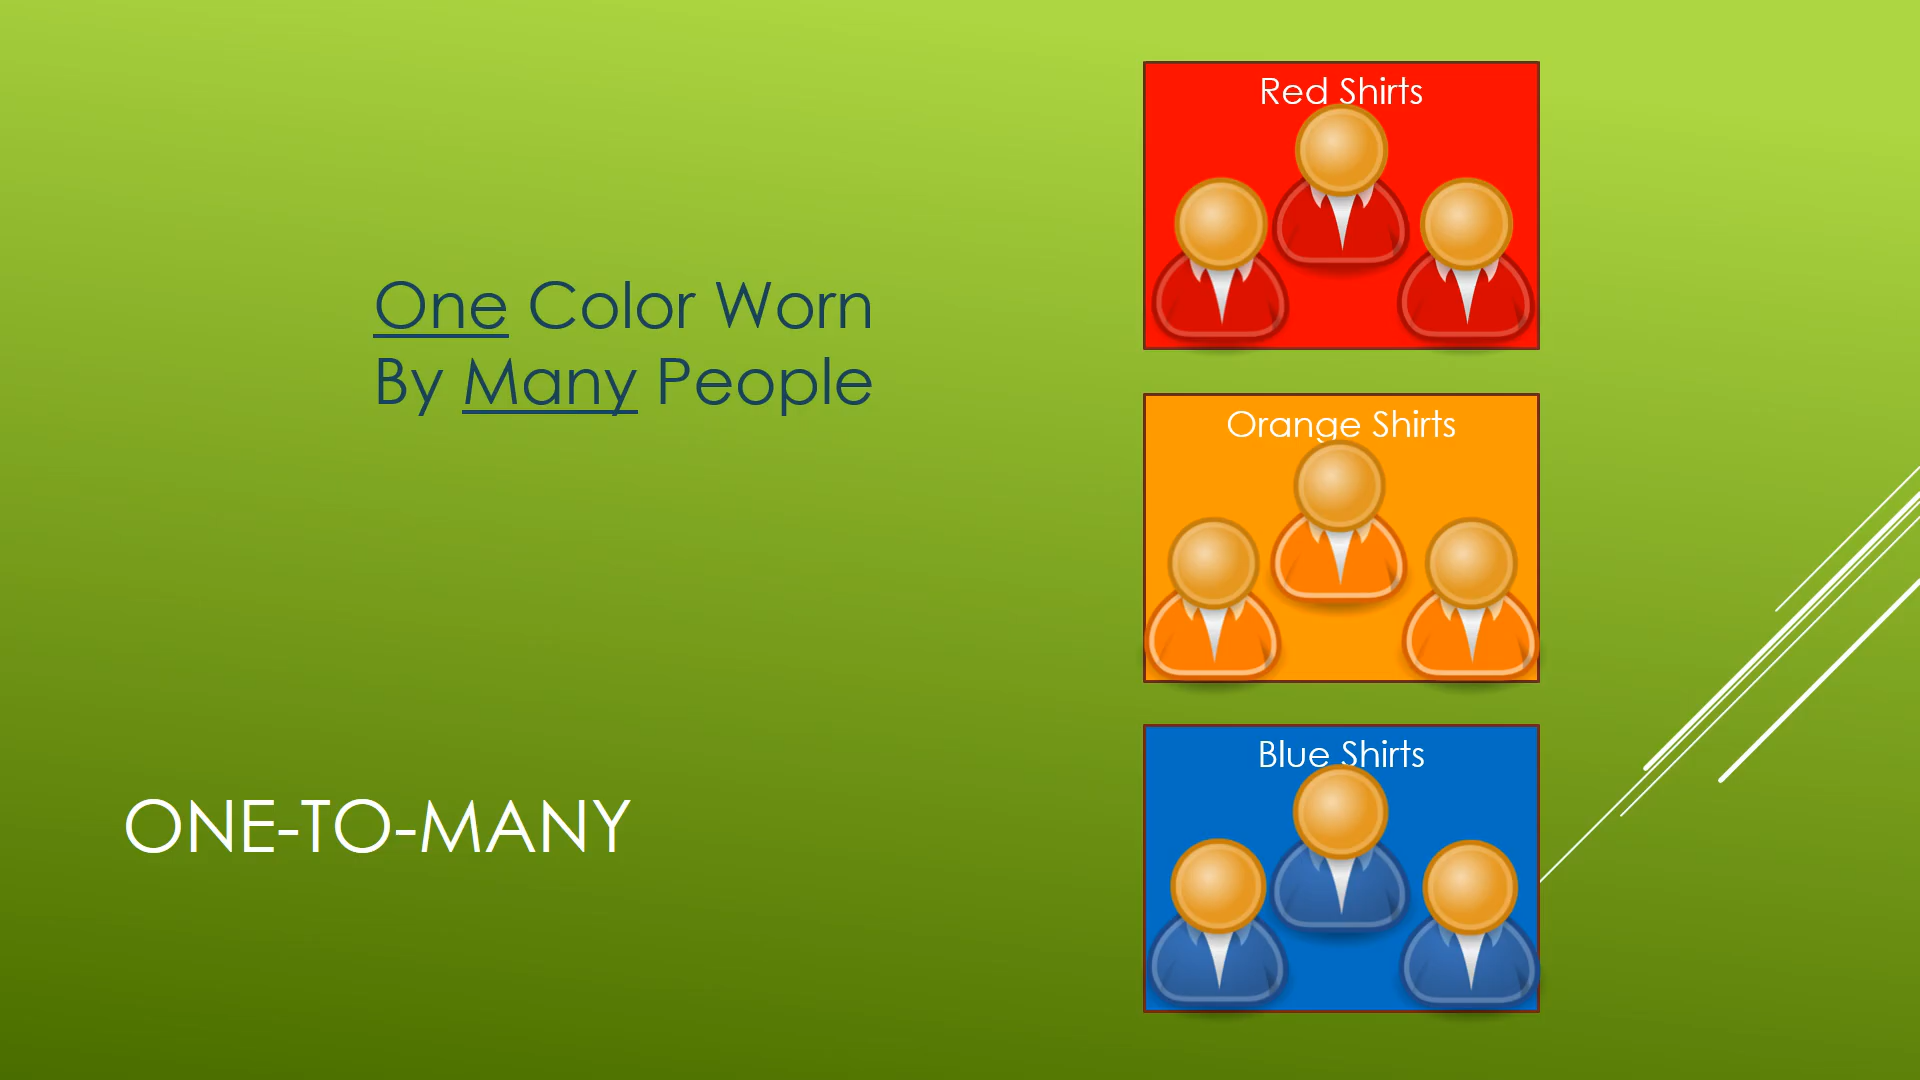 One Color Worn
By Many People
ONE-TO-MANY
Red Shirts
Orange Shirts
Blue Shirts